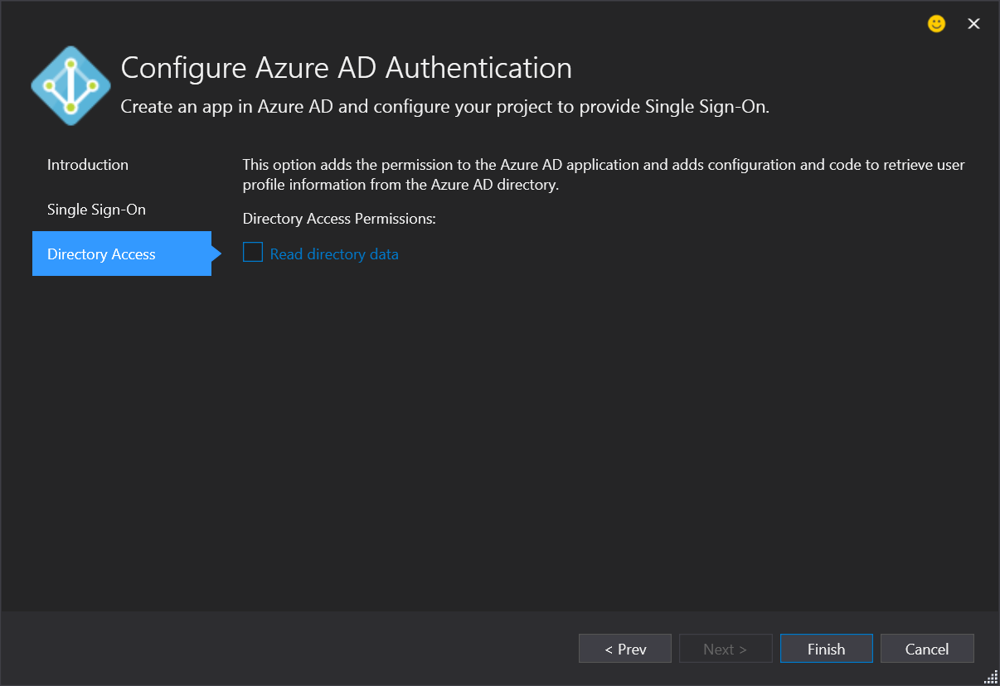 Configure Azure AD Authentication
Create an app in Azure AD and configure your project to provide Single Sign-On.
Introduction
Single Sign-On
Directory Access
This option adds the permission to the Azure AD application and adds configuration and code to retrieve user
profile information from the Azure AD directory.
Directory Access Permissions:
Read directory data
< Prev
Next >
Finish
Cancel